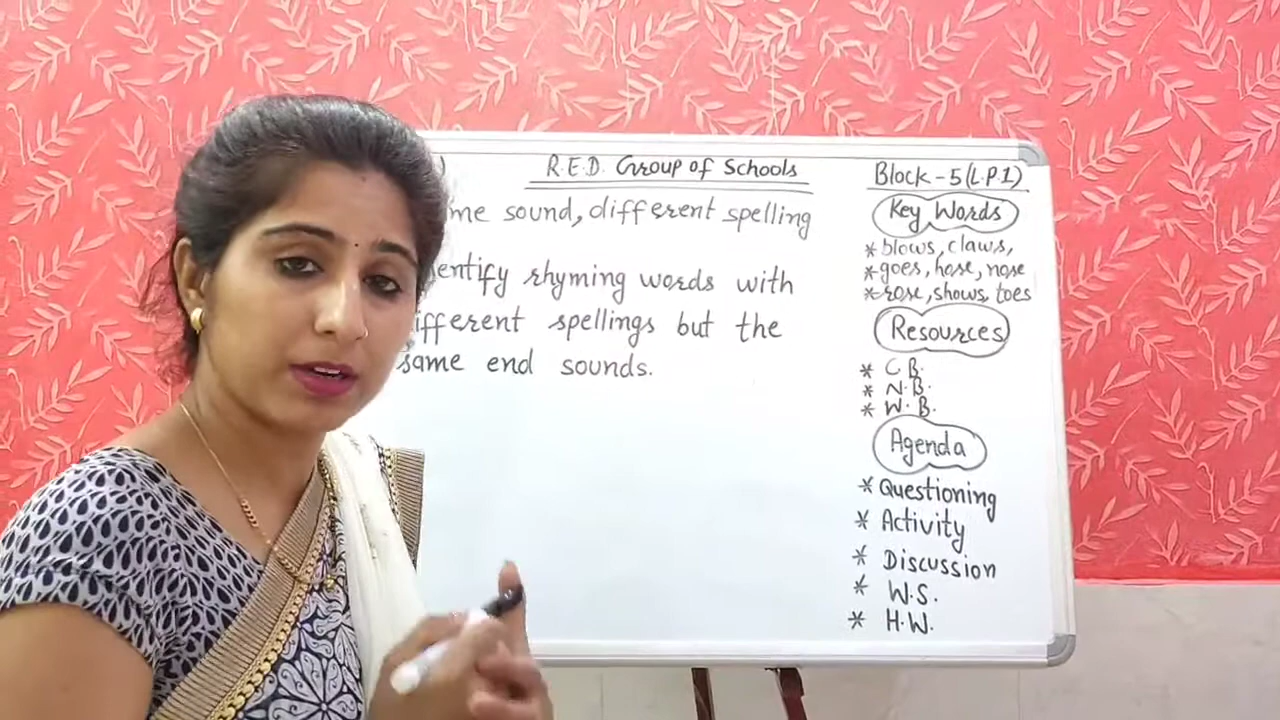 R.E.D. Group of Schools
me sound, different spelling
entify rhyming words with
ifferent spellings but the
same end sounds.
Block - 5 (L.P.1)
Key Words
* blows, claws,
* goes, hose, nose
* rose, shows, toes
Resources
* C.B.
* N.B.
* W.B.
Agenda
* Questioning
* Activity
* Discussion
* W.S.
* H.W.